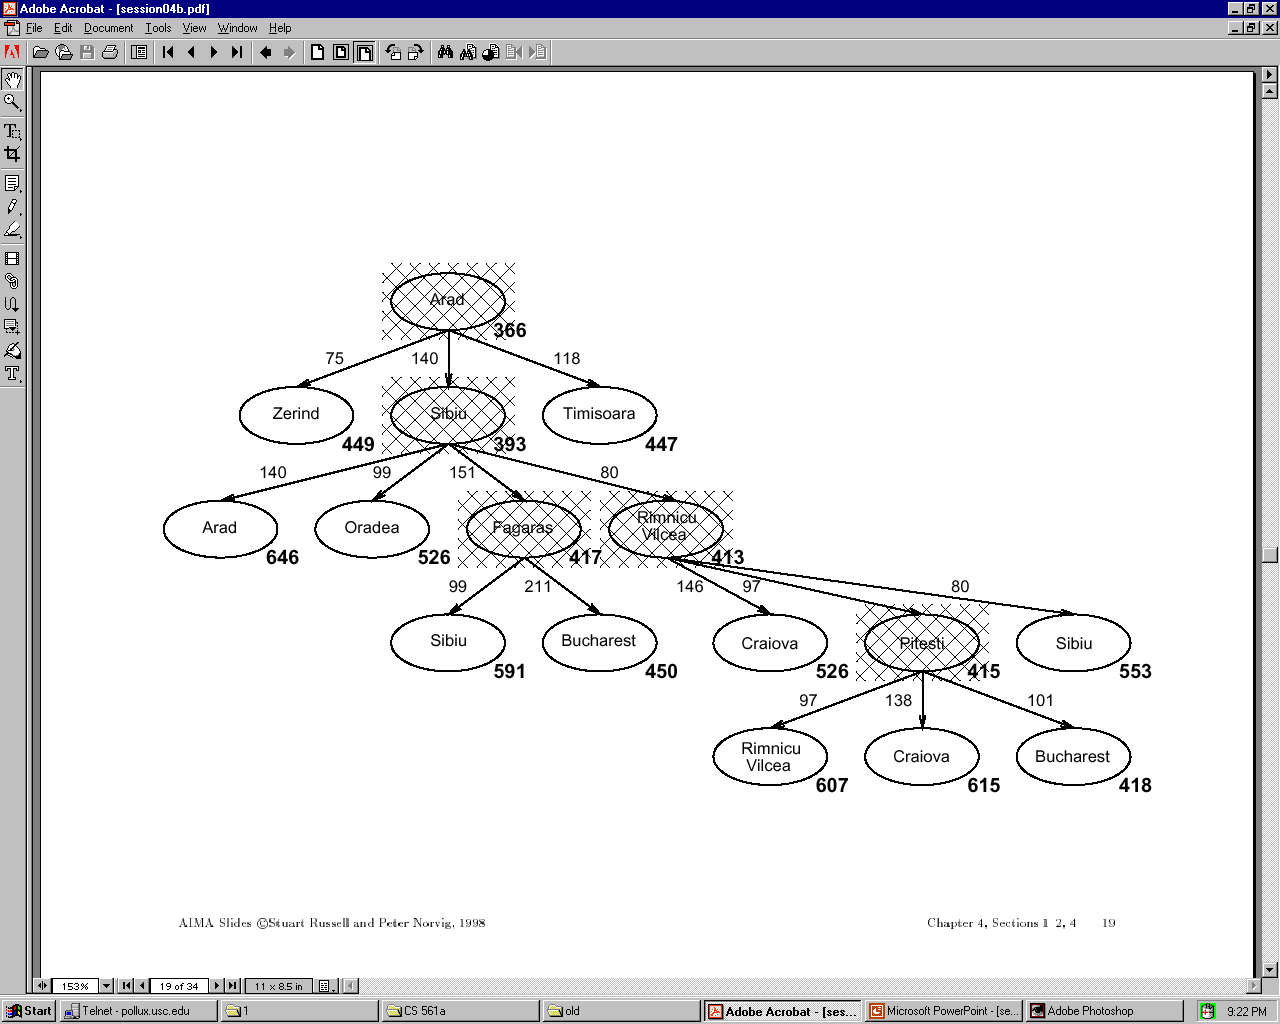 Adobe Acrobat - [session04b.pdf]
File Edit Document Tools View Window Help
Arad
366
75 140 118
Zerind Sibiu Timisoara
449 393 447
140 99 151 80
Arad Oradea Fagaras Rimnicu Vilcea
646 526 417 413
99 211 146 97 80
Sibiu Bucharest Craiova Pitesti Sibiu
591 450 526 415 553
97 138 101
Rimnicu Vilcea Craiova Bucharest
607 615 418
AIMA Slides ©Stuart Russell and Peter Norvig, 1998 Chapter 4, Sections 1 2, 4 19
153% 19 of 34 11 x 8.5 in
Start Telnet - pollux.usc.edu 1 CS 561a old Adobe Acrobat - [ses... Microsoft PowerPoint - [se... Adobe Photoshop 9:22 PM